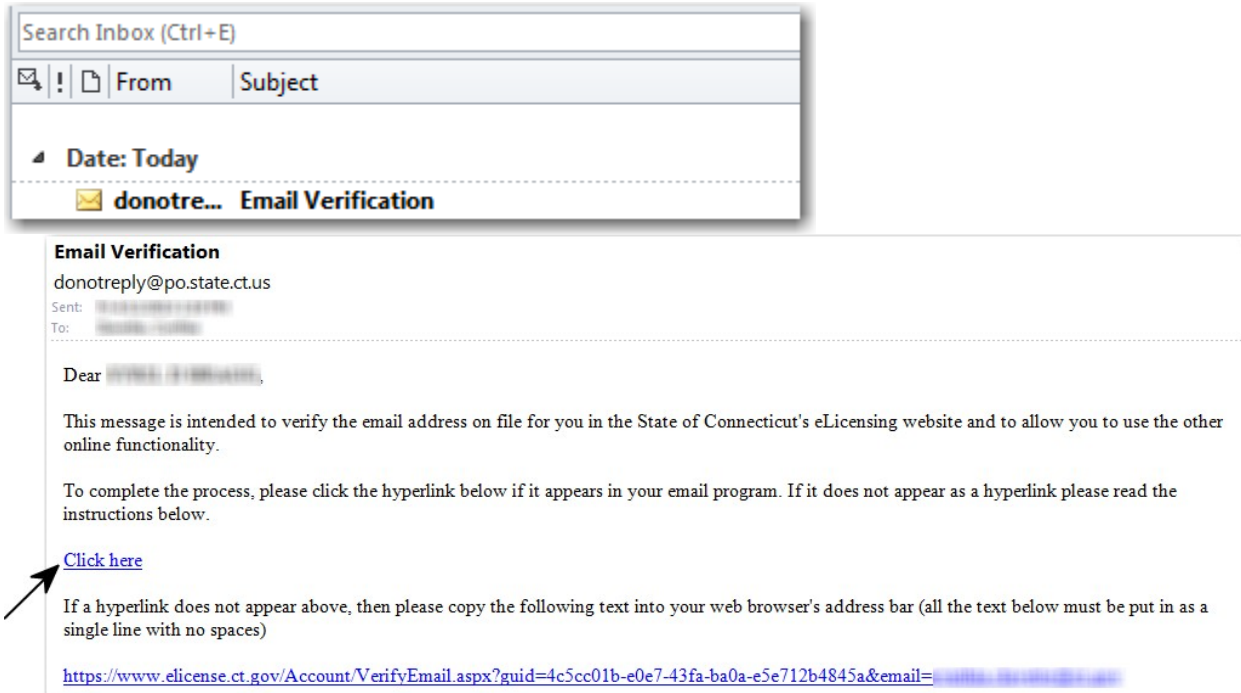 Search Inbox (Ctrl+E)
! From Subject
Date: Today
donotre... Email Verification
Email Verification
donotreply@po.state.ct.us
Sent:
To:
Dear ,
This message is intended to verify the email address on file for you in the State of Connecticut's eLicensing website and to allow you to use the other
online functionality.
To complete the process, please click the hyperlink below if it appears in your email program. If it does not appear as a hyperlink please read the
instructions below.
Click here
If a hyperlink does not appear above, then please copy the following text into your web browser's address bar (all the text below must be put in as a
single line with no spaces)
https://www.elicense.ct.gov/Account/VerifyEmail.aspx?guid=4c5cc01b-e0e7-43fa-ba0a-e5e712b4845a&email=